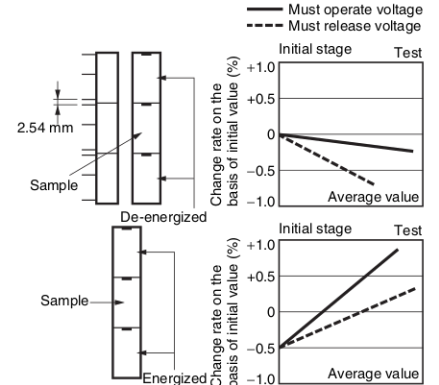 Must operate voltage
Must release voltage
Initial stage
Test
Change rate on the
basis of initial value (%)
+1.0
+0.5
0
−0.5
−1.0
Average value
2.54 mm
Sample
De-energized
Initial stage
Test
Change rate on the
basis of initial value (%)
+1.0
+0.5
0
−0.5
−1.0
Average value
Sample
Energized